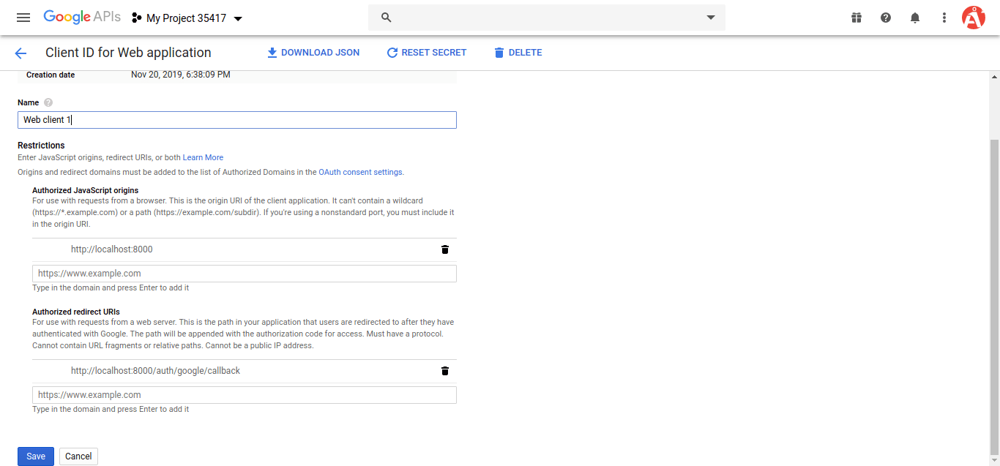 Google APIs My Project 35417
Client ID for Web application DOWNLOAD JSON RESET SECRET DELETE
Creation date Nov 20, 2019, 6:38:09 PM
Name ?
Web client 1
Restrictions
Enter JavaScript origins, redirect URIs, or both Learn More
Origins and redirect domains must be added to the list of Authorized Domains in the OAuth consent settings.
Authorized JavaScript origins
For use with requests from a browser. This is the origin URI of the client application. It can't contain a wildcard
(https://*.example.com) or a path (https://example.com/subdir). If you're using a nonstandard port, you must include it
in the origin URI.
http://localhost:8000
https://www.example.com
Type in the domain and press Enter to add it
Authorized redirect URIs
For use with requests from a web server. This is the path in your application that users are redirected to after they have
authenticated with Google. The path will be appended with the authorization code for access. Must have a protocol.
Cannot contain URL fragments or relative paths. Cannot be a public IP address.
http://localhost:8000/auth/google/callback
https://www.example.com
Type in the domain and press Enter to add it
Save Cancel